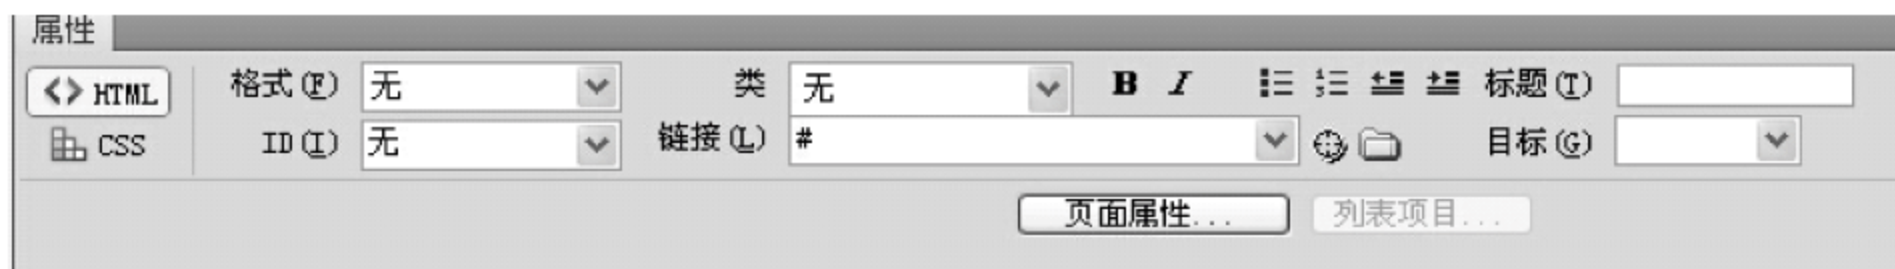 属性
HTML 格式(F) 无 类 无 B I 标题(T)
CSS ID(I) 无 链接(L) # 目标(G)
页面属性... 列表项目...